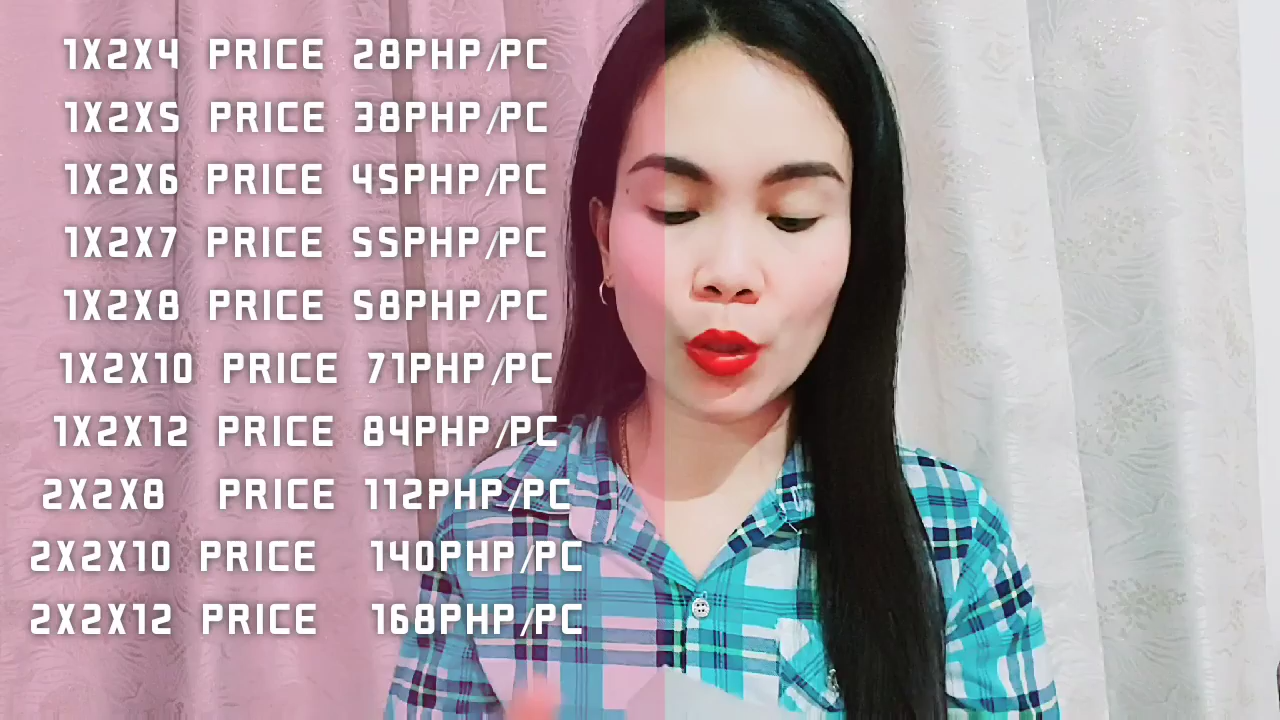 1X2X4 PRICE 28PHP/PC
1X2X5 PRICE 38PHP/PC
1X2X6 PRICE 45PHP/PC
1X2X7 PRICE 55PHP/PC
1X2X8 PRICE 58PHP/PC
1X2X10 PRICE 71PHP/PC
1X2X12 PRICE 84PHP/PC
2X2X8 PRICE 112PHP/PC
2X2X10 PRICE 140PHP/PC
2X2X12 PRICE 168PHP/PC